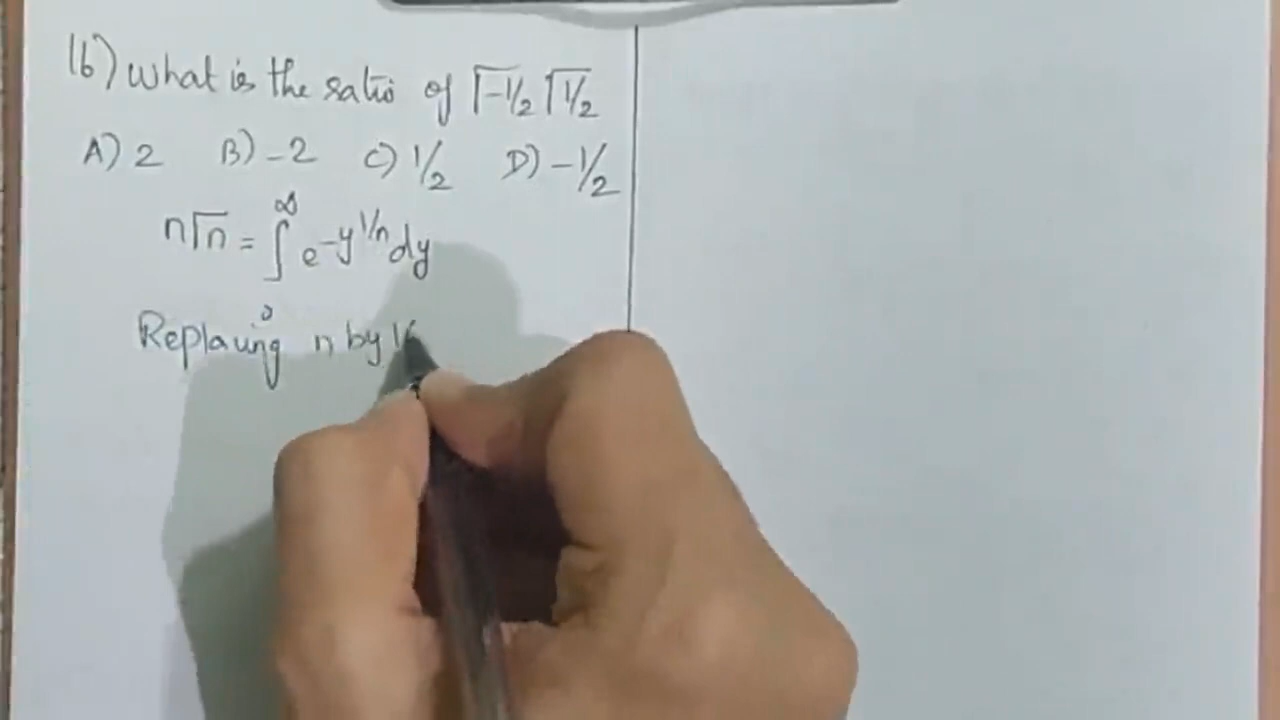 16) What is the ratio of Γ-1/2 Γ1/2
A) 2 B) -2 C) 1/2 D) -1/2
nΓn = ∫₀^∞ e^-y^1/n dy
Replacing n by